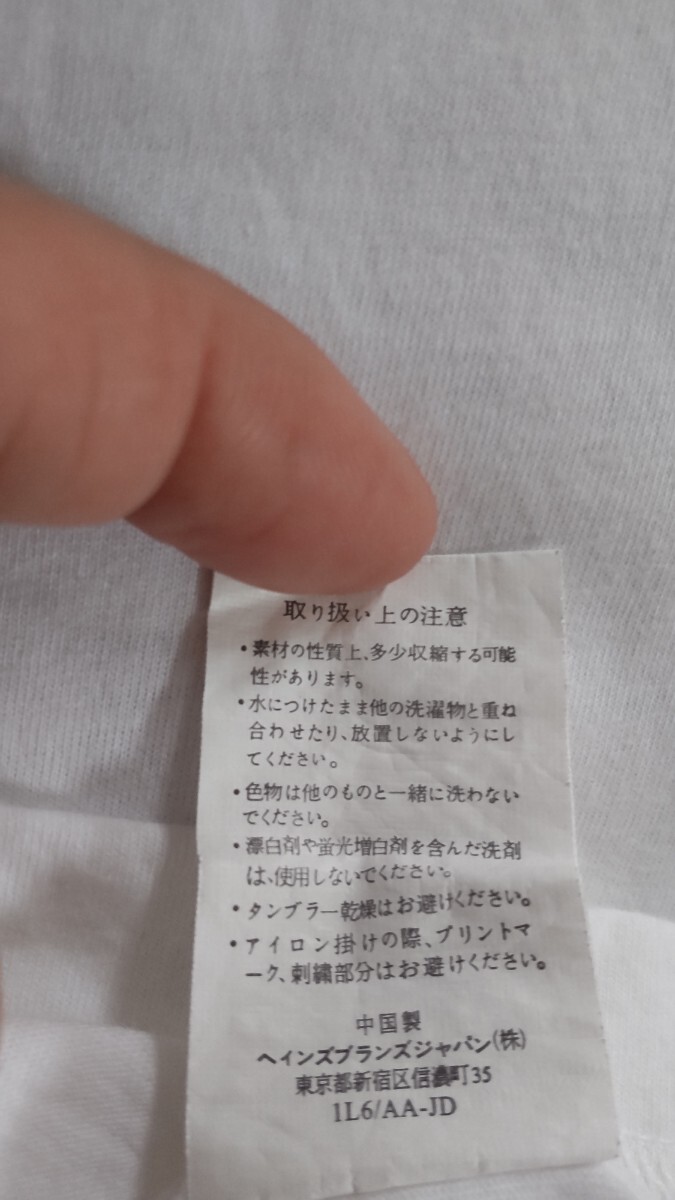 取り扱い上の注意
・素材の性質上、多少収縮する可能
性があります。
・水につけたまま他の洗濯物と重ね
合わせたり、放置しないようにし
てください。
・色物は他のものと一緒に洗わない
でください。
・漂白剤や蛍光増白剤を含んだ洗剤
は、使用しないでください。
・タンブラー乾燥はお避けください。
・アイロン掛けの際、プリントマ
ーク、刺繍部分はお避けください。
中国製
ヘインズブランズジャパン(株)
東京都新宿区信濃町35
1L6/AA-JD